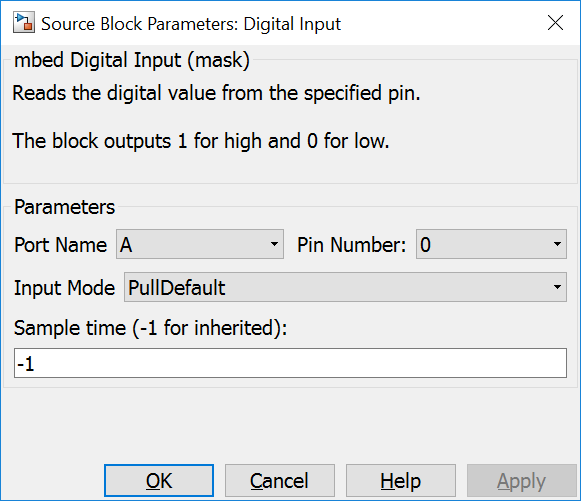 Source Block Parameters: Digital Input
mbed Digital Input (mask)
Reads the digital value from the specified pin.
The block outputs 1 for high and 0 for low.
Parameters
Port Name A Pin Number: 0
Input Mode PullDefault
Sample time (-1 for inherited):
-1
OK Cancel Help Apply